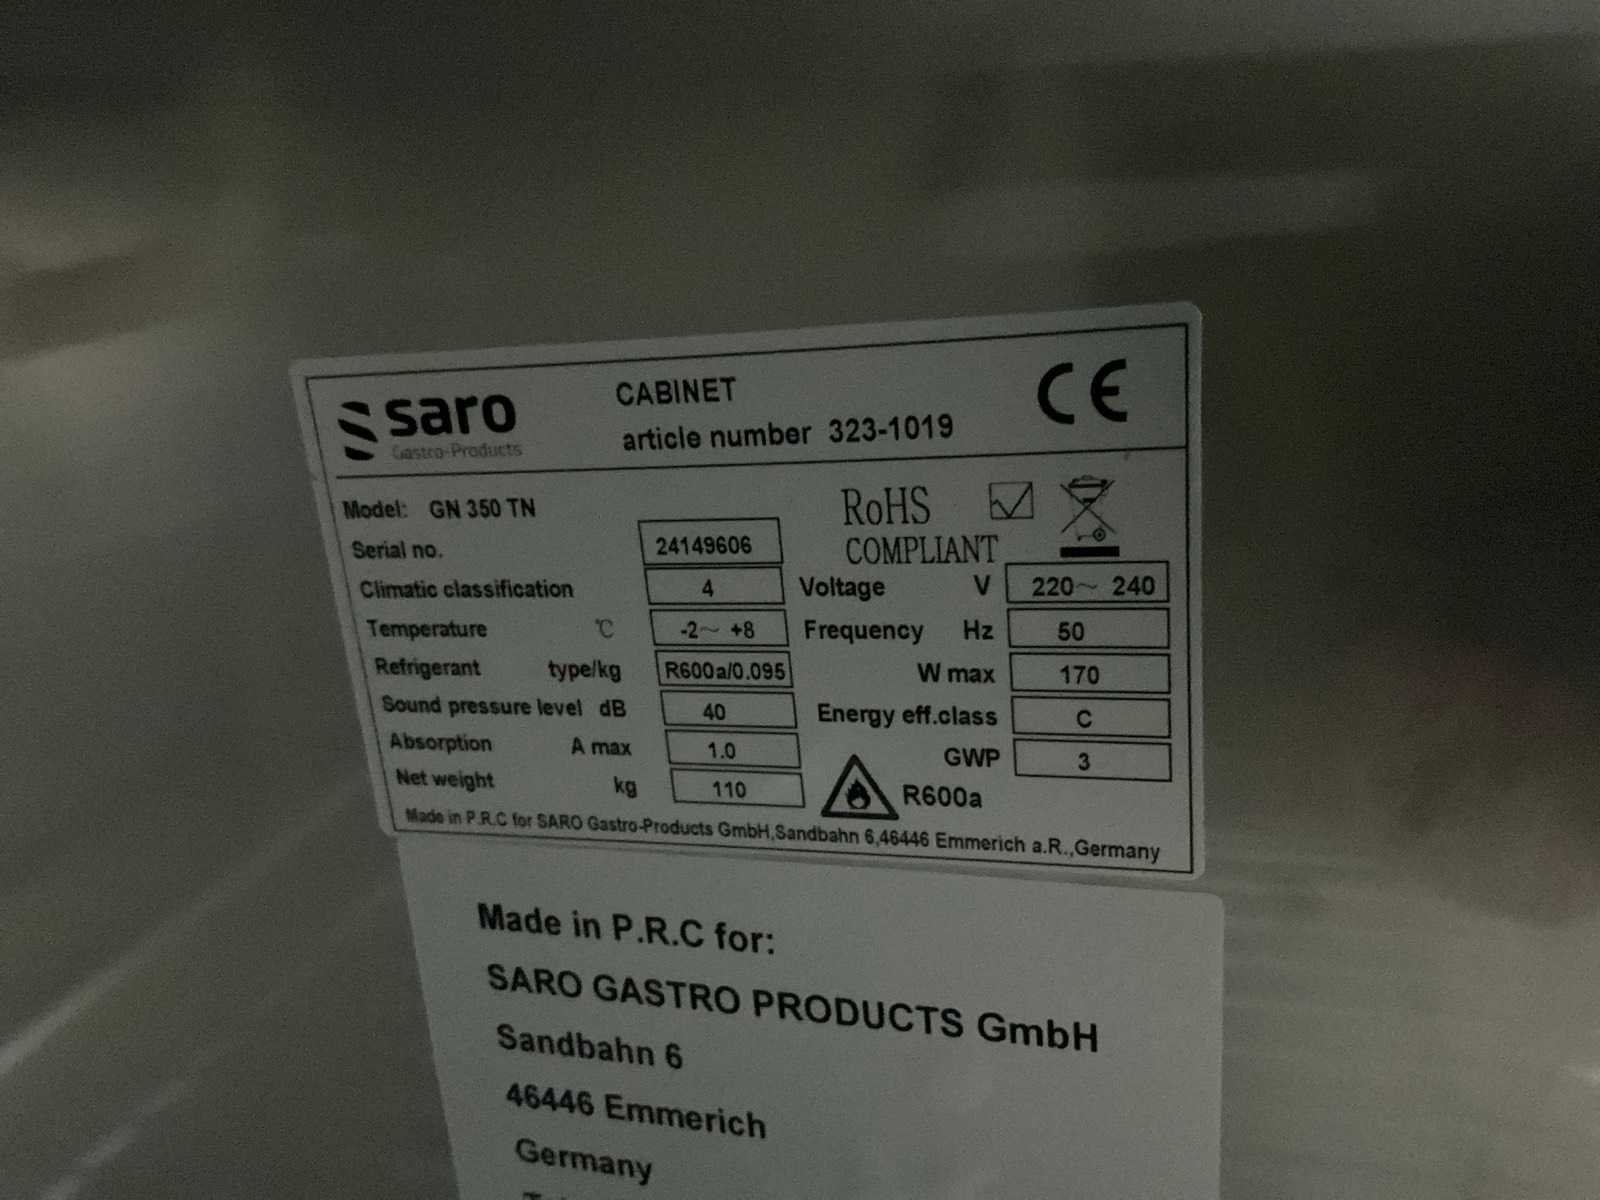 saro
Gastro-Products
CABINET
article number 323-1019
CE
Model: GN 350 TN
RoHS
COMPLIANT
Serial no. 24149606
Climatic classification 4
Voltage V 220~ 240
Temperature °C -2~ +8
Frequency Hz 50
Refrigerant type/kg R600a/0.095
W max 170
Sound pressure level dB 40
Energy eff.class C
Absorption A max 1.0
GWP 3
Net weight kg 110
R600a
Made in P.R.C for SARO Gastro-Products GmbH,Sandbahn 6,46446 Emmerich a.R.,Germany
Made in P.R.C for:
SARO GASTRO PRODUCTS GmbH
Sandbahn 6
46446 Emmerich
Germany